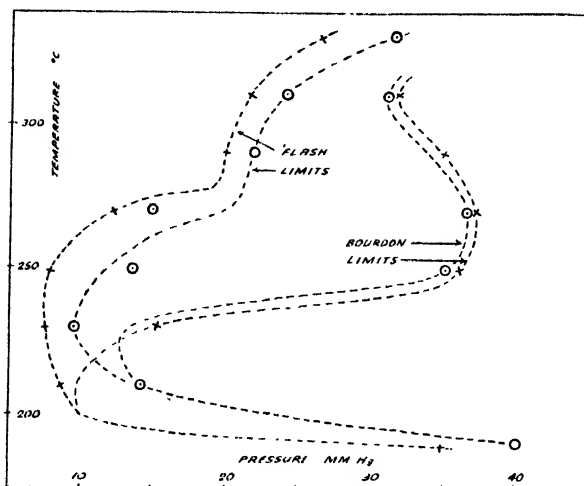 TEMPERATURE °C
300
250
200
FLASH
LIMITS
BOURDON
LIMITS
PRESSURE MM Hg
10
20
30
40